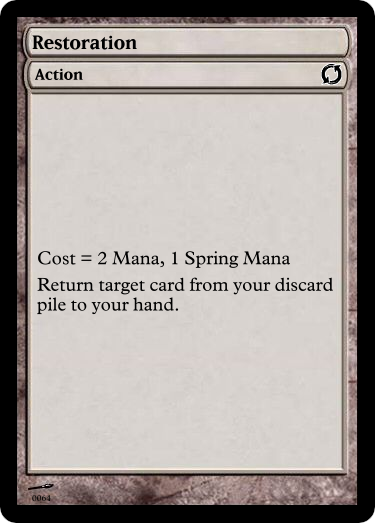 Restoration
Action
Cost = 2 Mana, 1 Spring Mana
Return target card from your discard
pile to your hand.
0064